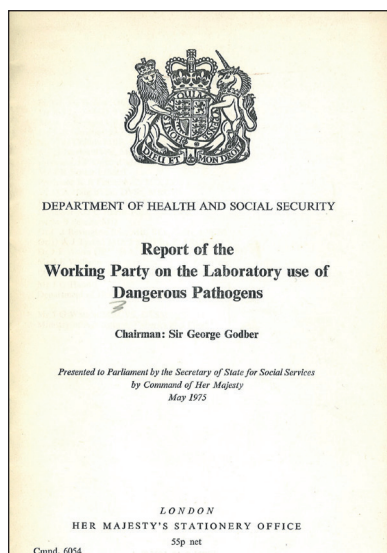 DIEU ET MON DROIT
DEPARTMENT OF HEALTH AND SOCIAL SECURITY
Report of the
Working Party on the Laboratory use of
Dangerous Pathogens
Chairman: Sir George Godber
Presented to Parliament by the Secretary of State for Social Services
by Command of Her Majesty
May 1975
LONDON
HER MAJESTY'S STATIONERY OFFICE
55p net
Cmnd. 6054